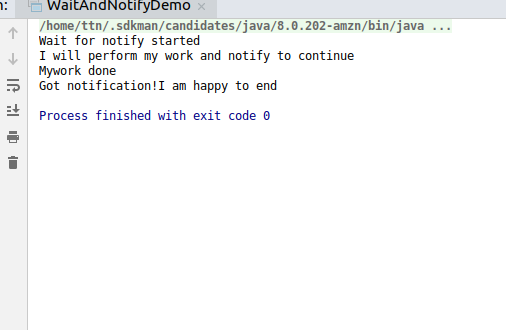 n: WaitAndNotifyDemo ×
/home/ttn/.sdkman/candidates/java/8.0.202-amzn/bin/java ...
Wait for notify started
I will perform my work and notify to continue
Mywork done
Got notification!I am happy to end
Process finished with exit code 0